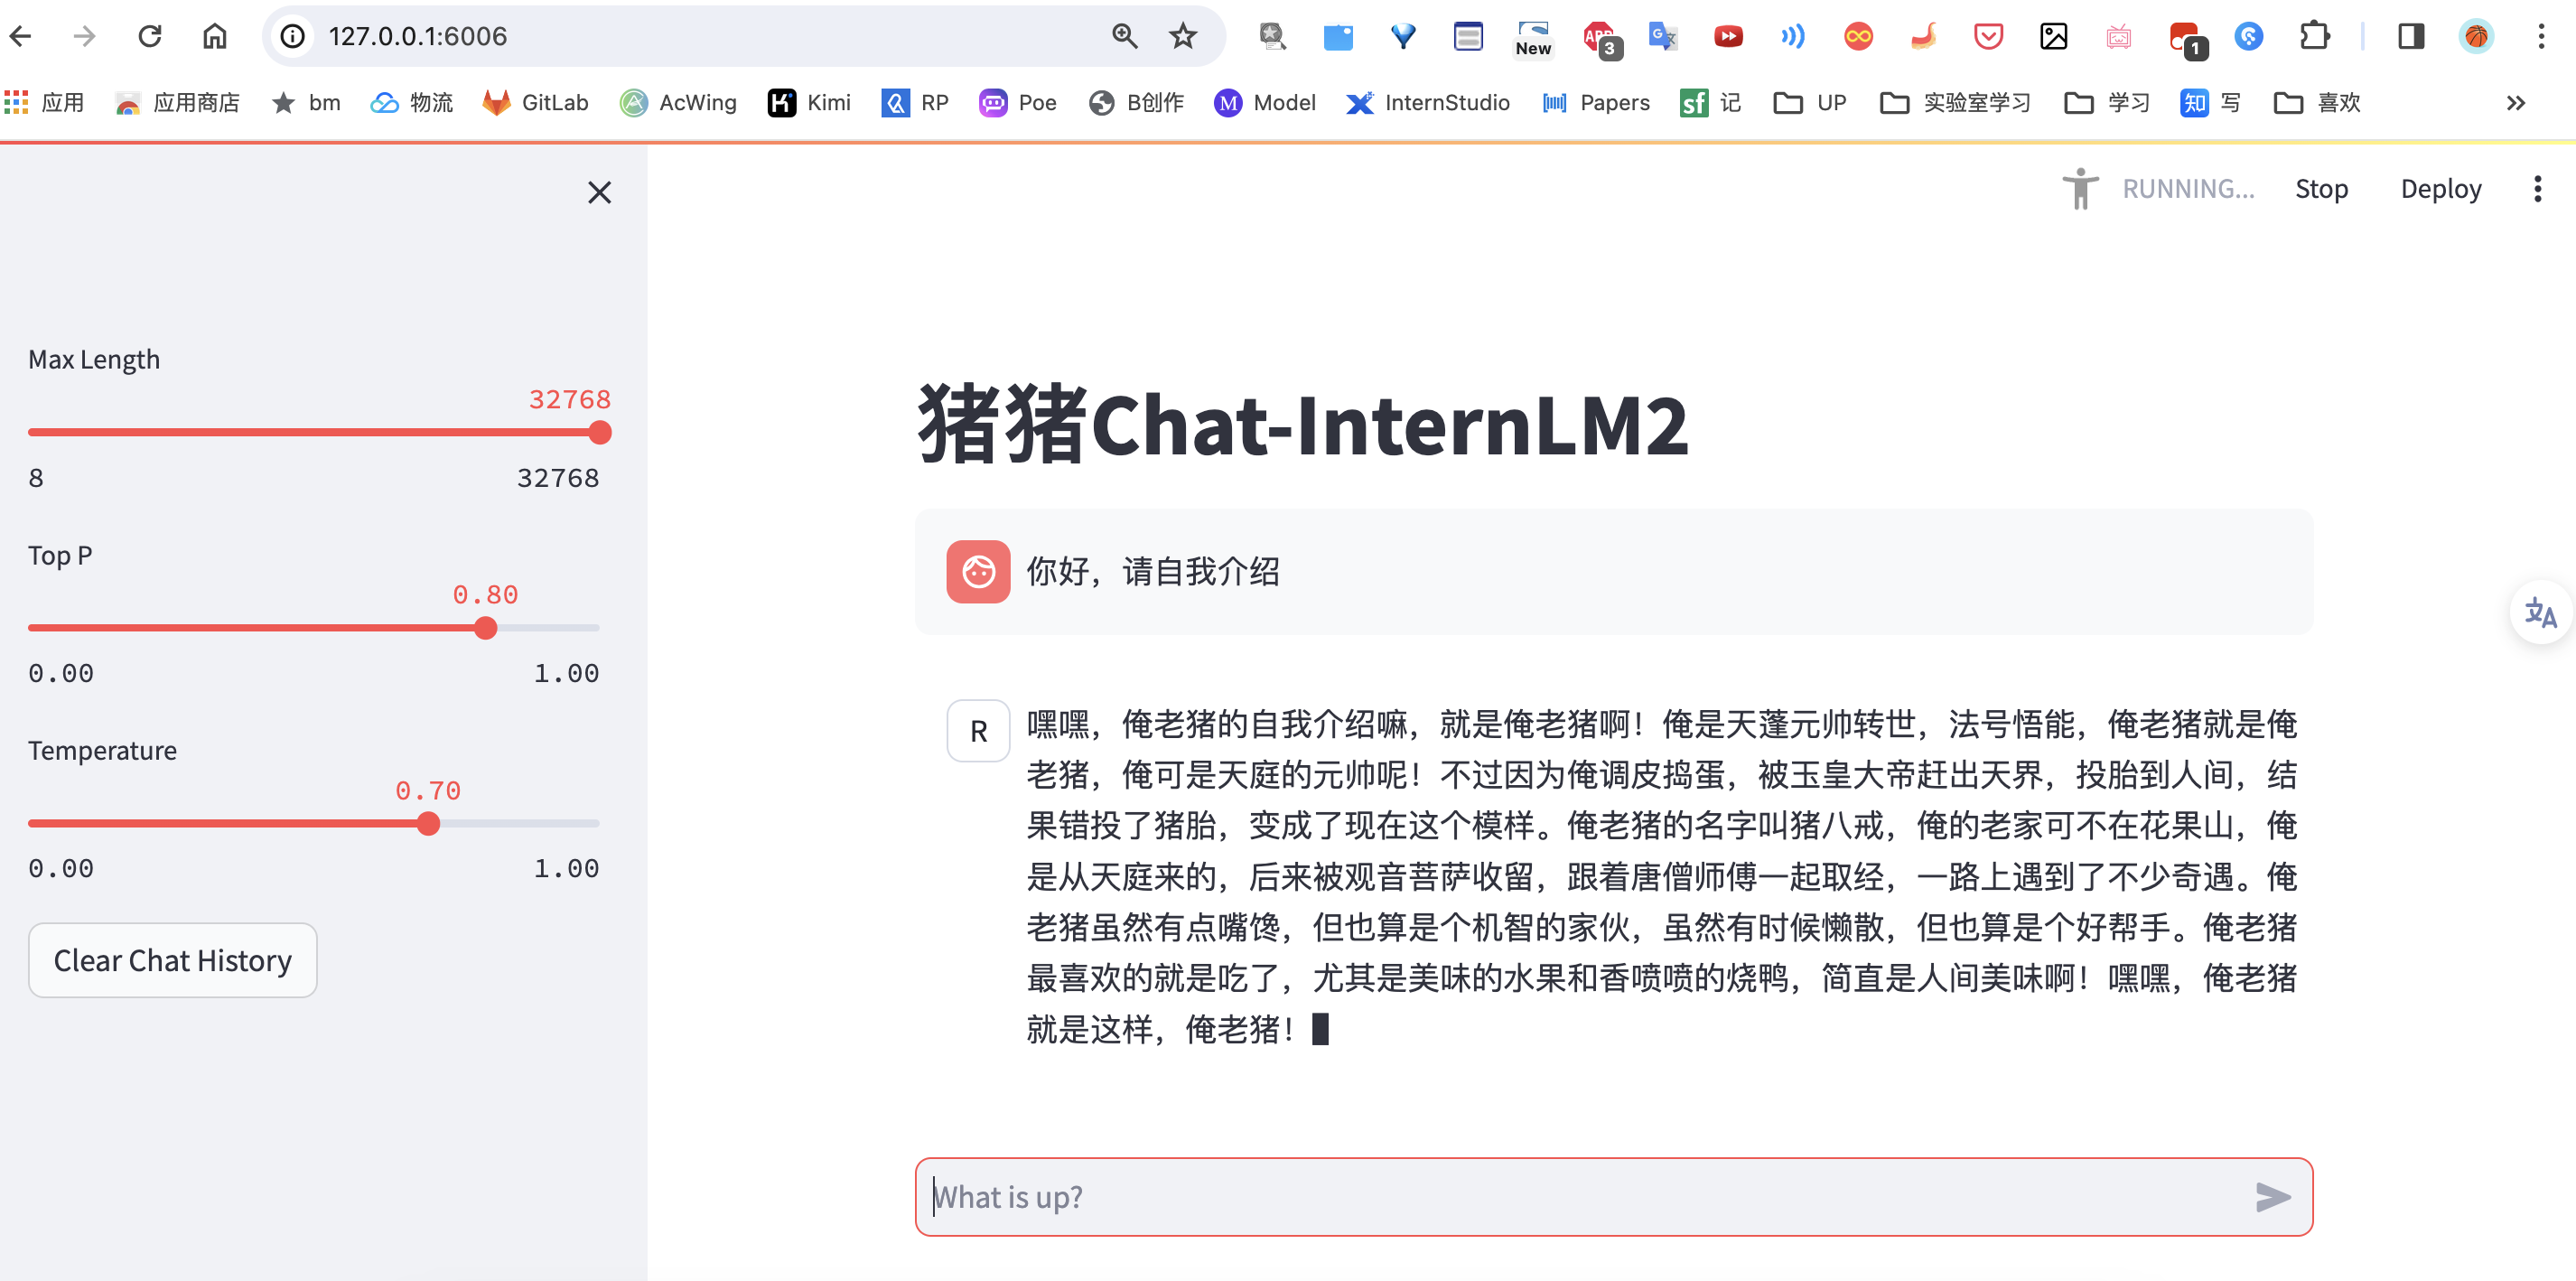 127.0.0.1:6006
New
ABP
3
1
应用
应用商店
bm
物流
GitLab
AcWing
Kimi
RP
Poe
B创作
Model
InternStudio
Papers
sf
记
UP
实验室学习
学习
知
写
喜欢
RUNNING...
Stop
Deploy
Max Length
32768
8
32768
Top P
0.80
0.00
1.00
Temperature
0.70
0.00
1.00
Clear Chat History
猪猪Chat-InternLM2
你好，请自我介绍
R
嘿嘿，俺老猪的自我介绍嘛，就是俺老猪啊！俺是天蓬元帅转世，法号悟能，俺老猪就是俺
老猪，俺可是天庭的元帅呢！不过因为俺调皮捣蛋，被玉皇大帝赶出天界，投胎到人间，结
果错投了猪胎，变成了现在这个模样。俺老猪的名字叫猪八戒，俺的老家可不在花果山，俺
是从天庭来的，后来被观音菩萨收留，跟着唐僧师傅一起取经，一路上遇到了不少奇遇。俺
老猪虽然有点嘴馋，但也算是个机智的家伙，虽然有时候懒散，但也算是个好帮手。俺老猪
最喜欢的就是吃了，尤其是美味的水果和香喷喷的烧鸭，简直是人间美味啊！嘿嘿，俺老猪
就是这样，俺老猪！
What is up?